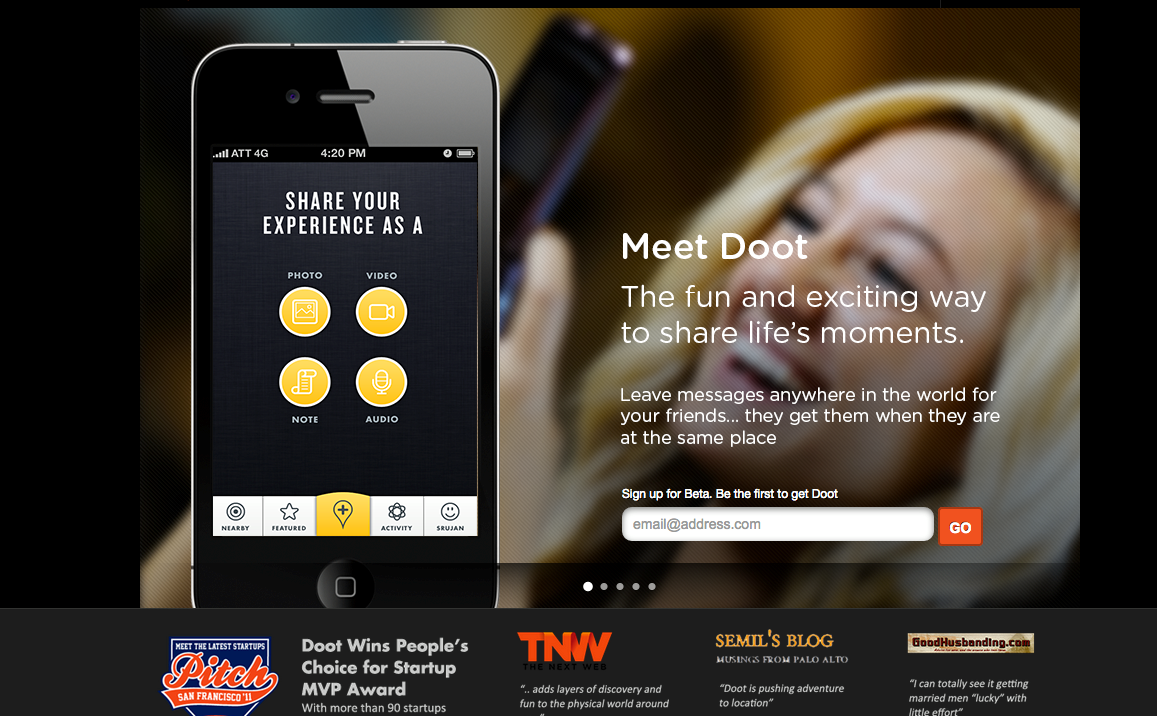 ATT 4G 4:20 PM
SHARE YOUR
EXPERIENCE AS A
PHOTO VIDEO
NOTE AUDIO
NEARBY FEATURED ACTIVITY SRUJAN
Meet Doot
The fun and exciting way
to share life’s moments.
Leave messages anywhere in the world for
your friends... they get them when they are
at the same place
Sign up for Beta. Be the first to get Doot
email@address.com GO
MEET THE LATEST STARTUPS
Pitch
SAN FRANCISCO '11
Doot Wins People’s
Choice for Startup
MVP Award
With more than 90 startups
TNW
THE NEXT WEB
“.. adds layers of discovery and
fun to the physical world around
SEMIL'S BLOG
MUSINGS FROM PALO ALTO
“Doot is pushing adventure
to location”
GoodHusbanding.com
“I can totally see it getting
married men “lucky” with
little effort”